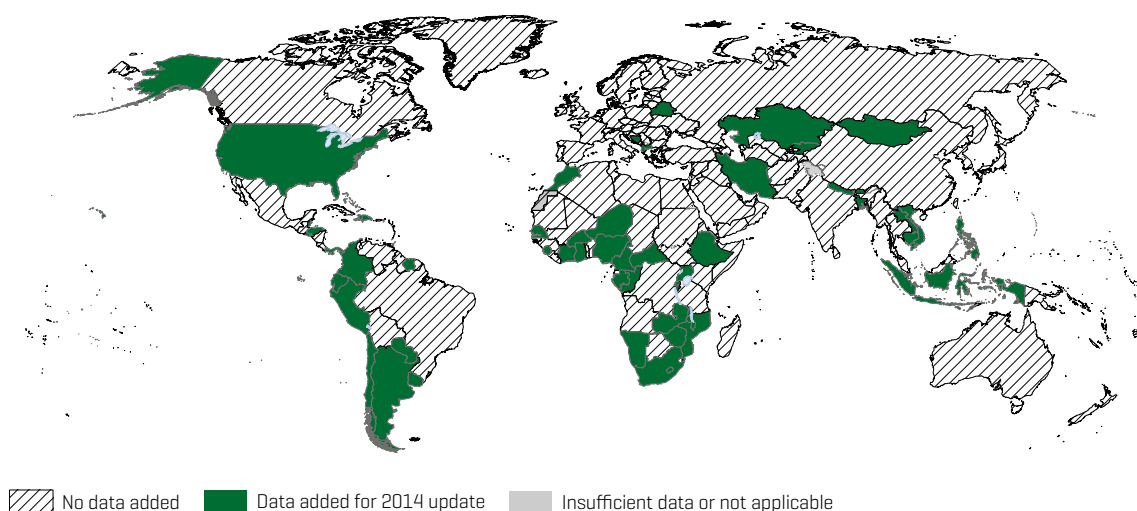 No data added Data added for 2014 update Insufficient data or not applicable